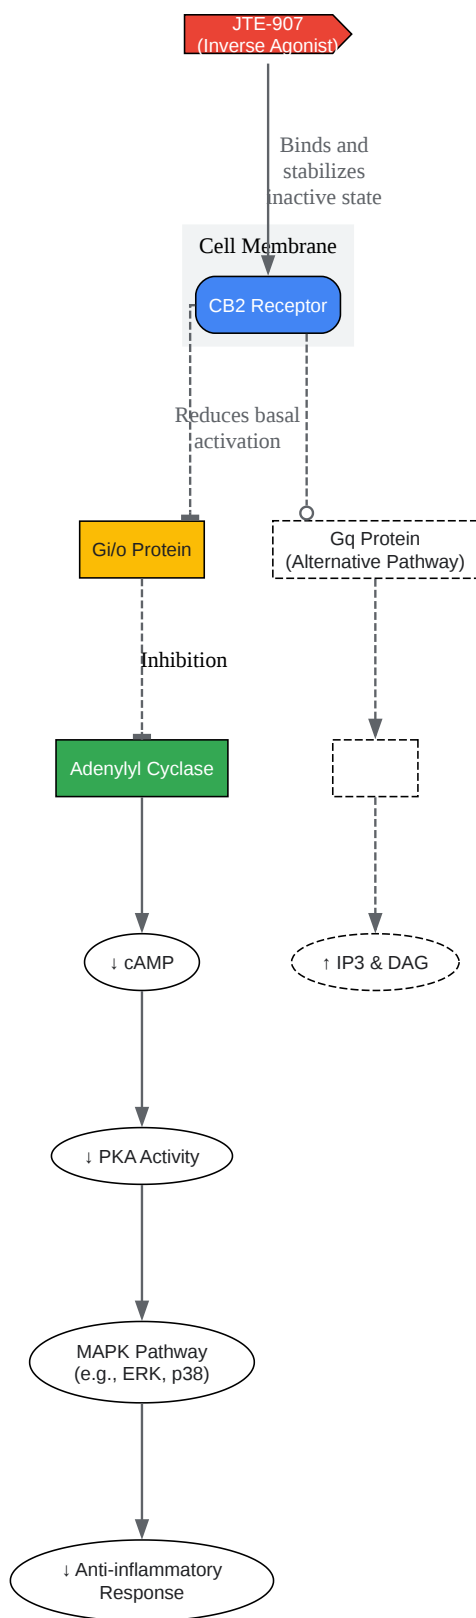 JTE-907
(Inverse Agonist)
Binds and
stabilizes
inactive state
Cell Membrane
CB2 Receptor
Reduces basal
activation
Gi/o Protein
Gq Protein
(Alternative Pathway)
Inhibition
Adenylyl Cyclase
↓ cAMP
↑ IP3 & DAG
↓ PKA Activity
MAPK Pathway
(e.g., ERK, p38)
↓ Anti-inflammatory
Response